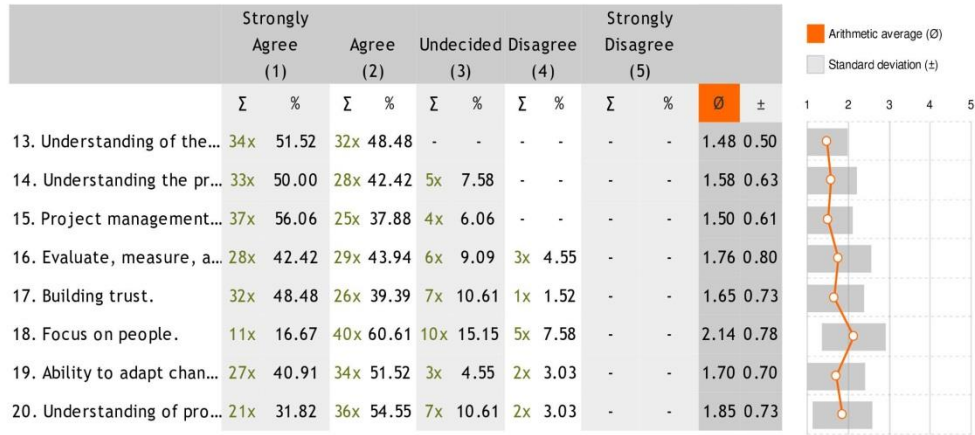 Strongly Agree (1) Agree (2) Undecided (3) Disagree (4) Strongly Disagree (5)
Σ % Σ % Σ % Σ % Σ % Ø ±
13. Understanding of the... 34x 51.52 32x 48.48 - - - - - - 1.48 0.50
14. Understanding the pr... 33x 50.00 28x 42.42 5x 7.58 - - - - 1.58 0.63
15. Project management... 37x 56.06 25x 37.88 4x 6.06 - - - - 1.50 0.61
16. Evaluate, measure, a... 28x 42.42 29x 43.94 6x 9.09 3x 4.55 - - 1.76 0.80
17. Building trust. 32x 48.48 26x 39.39 7x 10.61 1x 1.52 - - 1.65 0.73
18. Focus on people. 11x 16.67 40x 60.61 10x 15.15 5x 7.58 - - 2.14 0.78
19. Ability to adapt chan... 27x 40.91 34x 51.52 3x 4.55 2x 3.03 - - 1.70 0.70
20. Understanding of pro... 21x 31.82 36x 54.55 7x 10.61 2x 3.03 - - 1.85 0.73
Arithmetic average (Ø)
Standard deviation (±)
1 2 3 4 5